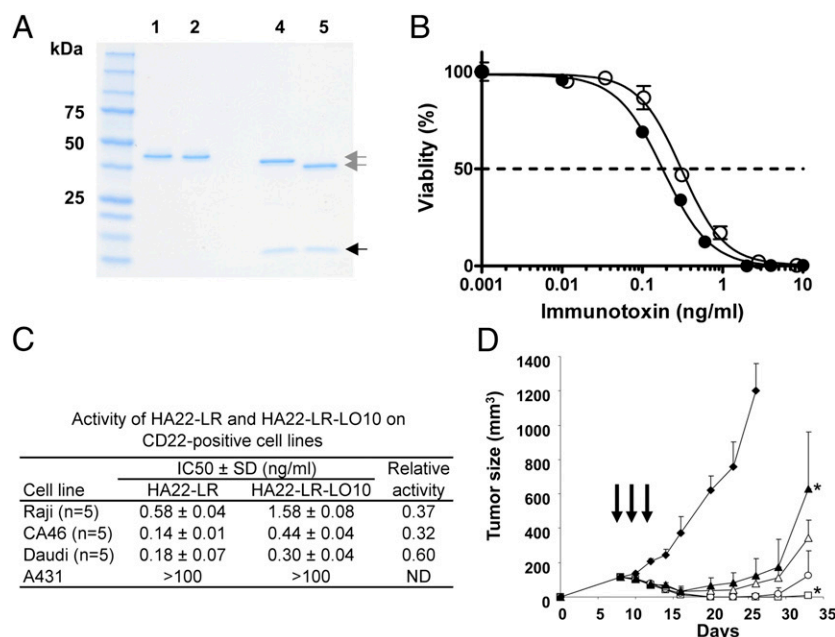 A
1 2 4 5
kDa
75
50
25
B
100
50
0
Viablity (%)
0.001 0.01 0.1 1 10
Immunotoxin (ng/ml)
C
Activity of HA22-LR and HA22-LR-LO10 on
CD22-positive cell lines
IC50 ± SD (ng/ml) Relative
Cell line HA22-LR HA22-LR-LO10 activity
Raji (n=5) 0.58 ± 0.04 1.58 ± 0.08 0.37
CA46 (n=5) 0.14 ± 0.01 0.44 ± 0.04 0.32
Daudi (n=5) 0.18 ± 0.07 0.30 ± 0.04 0.60
A431 >100 >100 ND
D
1400
1200
1000
800
600
400
200
0
Tumor size (mm3)
*
*
0 5 10 15 20 25 30 35
Days